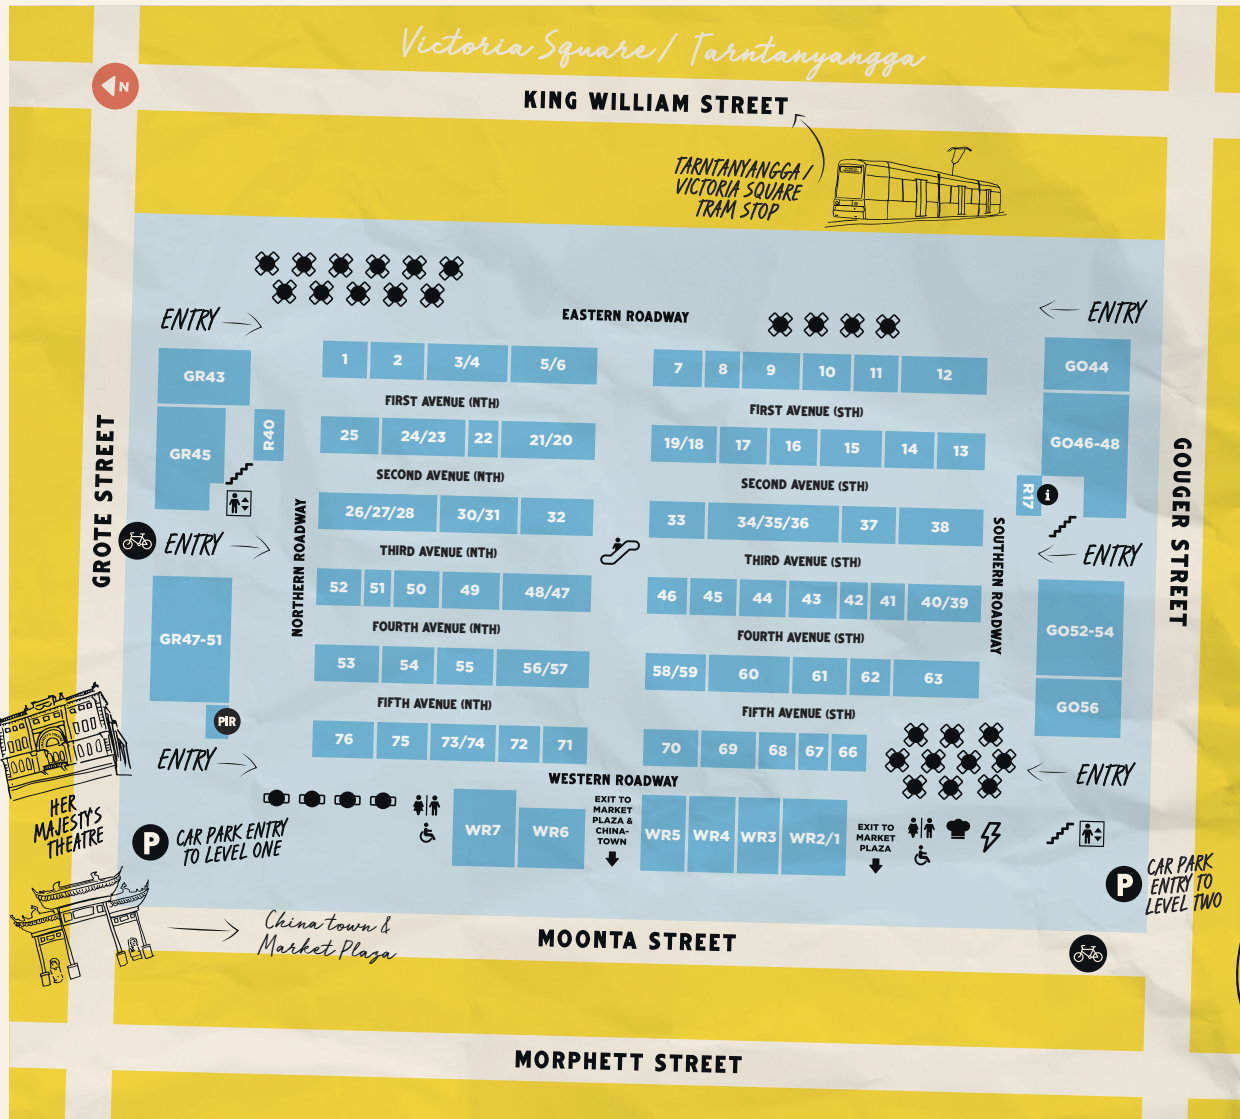 Victoria Square / Tarntanyangga
N
KING WILLIAM STREET
TARNTANYANGGA /
VICTORIA SQUARE
TRAM STOP
ENTRY
EASTERN ROADWAY
ENTRY
GR43
1
2
3/4
5/6
7
8
9
10
11
12
GO44
FIRST AVENUE (NTH)
FIRST AVENUE (STH)
GR45
R40
25
24/23
22
21/20
19/18
17
16
15
14
13
GO46-48
SECOND AVENUE (NTH)
SECOND AVENUE (STH)
R17
i
GROTE STREET
GOUGER STREET
NORTHERN ROADWAY
SOUTHERN ROADWAY
26/27/28
30/31
32
33
34/35/36
37
38
ENTRY
THIRD AVENUE (NTH)
THIRD AVENUE (STH)
ENTRY
52
51
50
49
48/47
46
45
44
43
42
41
40/39
GR47-51
FOURTH AVENUE (NTH)
FOURTH AVENUE (STH)
GO52-54
53
54
55
56/57
58/59
60
61
62
63
GO56
PIR
FIFTH AVENUE (NTH)
FIFTH AVENUE (STH)
76
75
73/74
72
71
70
69
68
67
66
ENTRY
WESTERN ROADWAY
ENTRY
HER
MAJESTY'S
THEATRE
P
CAR PARK ENTRY
TO LEVEL ONE
WR7
WR6
EXIT TO
MARKET
PLAZA &
CHINA-
TOWN
WR5
WR4
WR3
WR2/1
EXIT TO
MARKET
PLAZA
P
CAR PARK
ENTRY TO
LEVEL TWO
Chinatown &
Market Plaza
MOONTA STREET
MORPHETT STREET